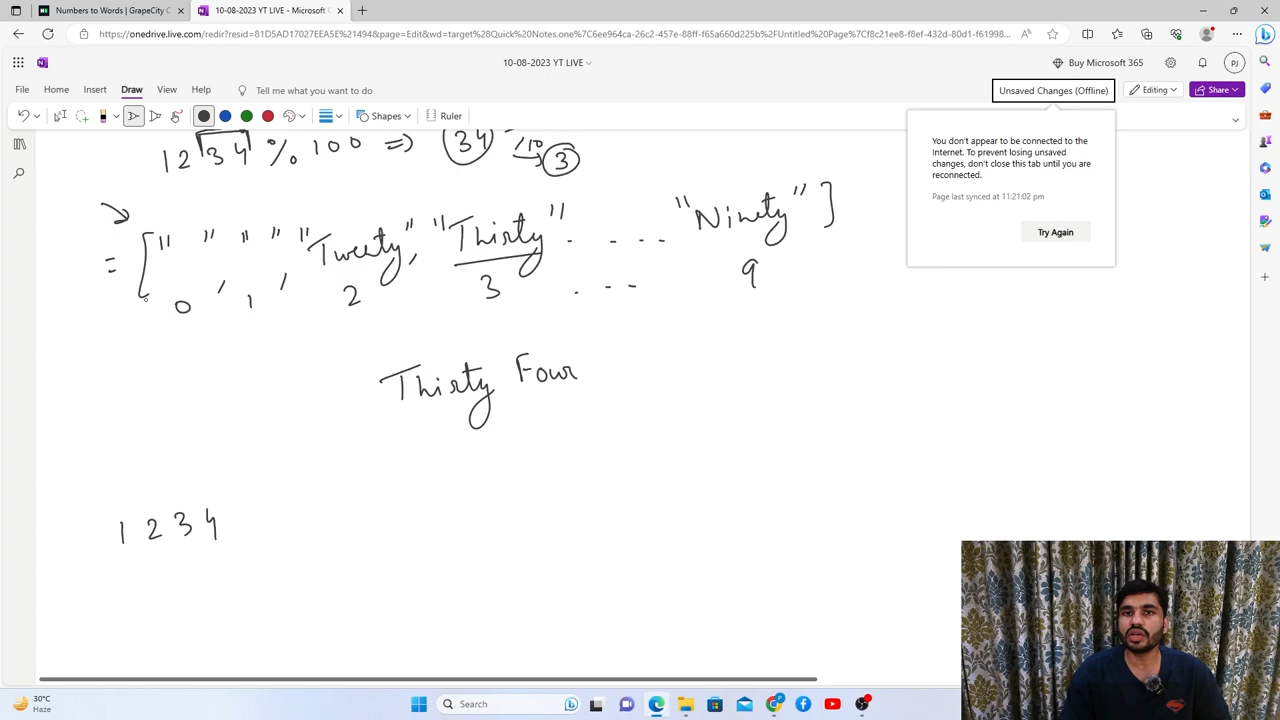 Numbers to Words | GrapeCity C
10-08-2023 YT LIVE - Microsoft C
https://onedrive.live.com/redir?resid=81D5AD17027EEA5E%21494&page=Edit&wd=target%28Quick%20Notes.one%7C6ee964ca-26c2-457e-88ff-f65a660d225b%2FUntitled%20Page%7Cf8c21ee8-f8ef-432d-80d1-f61998...
10-08-2023 YT LIVE
Buy Microsoft 365
PJ
File Home Insert Draw View Help Tell me what you want to do
Unsaved Changes (Offline)
Editing
Share
Shapes
Ruler
You don't appear to be connected to the
Internet. To prevent losing unsaved
changes, don't close this tab until you are
reconnected.
Page last synced at 11:21:02 pm
Try Again
1234 % 100 => 34 /10 3
= [ " " " " "Twenty", "Thirty" . .... "Ninety" ]
0 , 1 , 2 3 ... 9
Thirty Four
1 2 3 4
30°C
Haze
Search